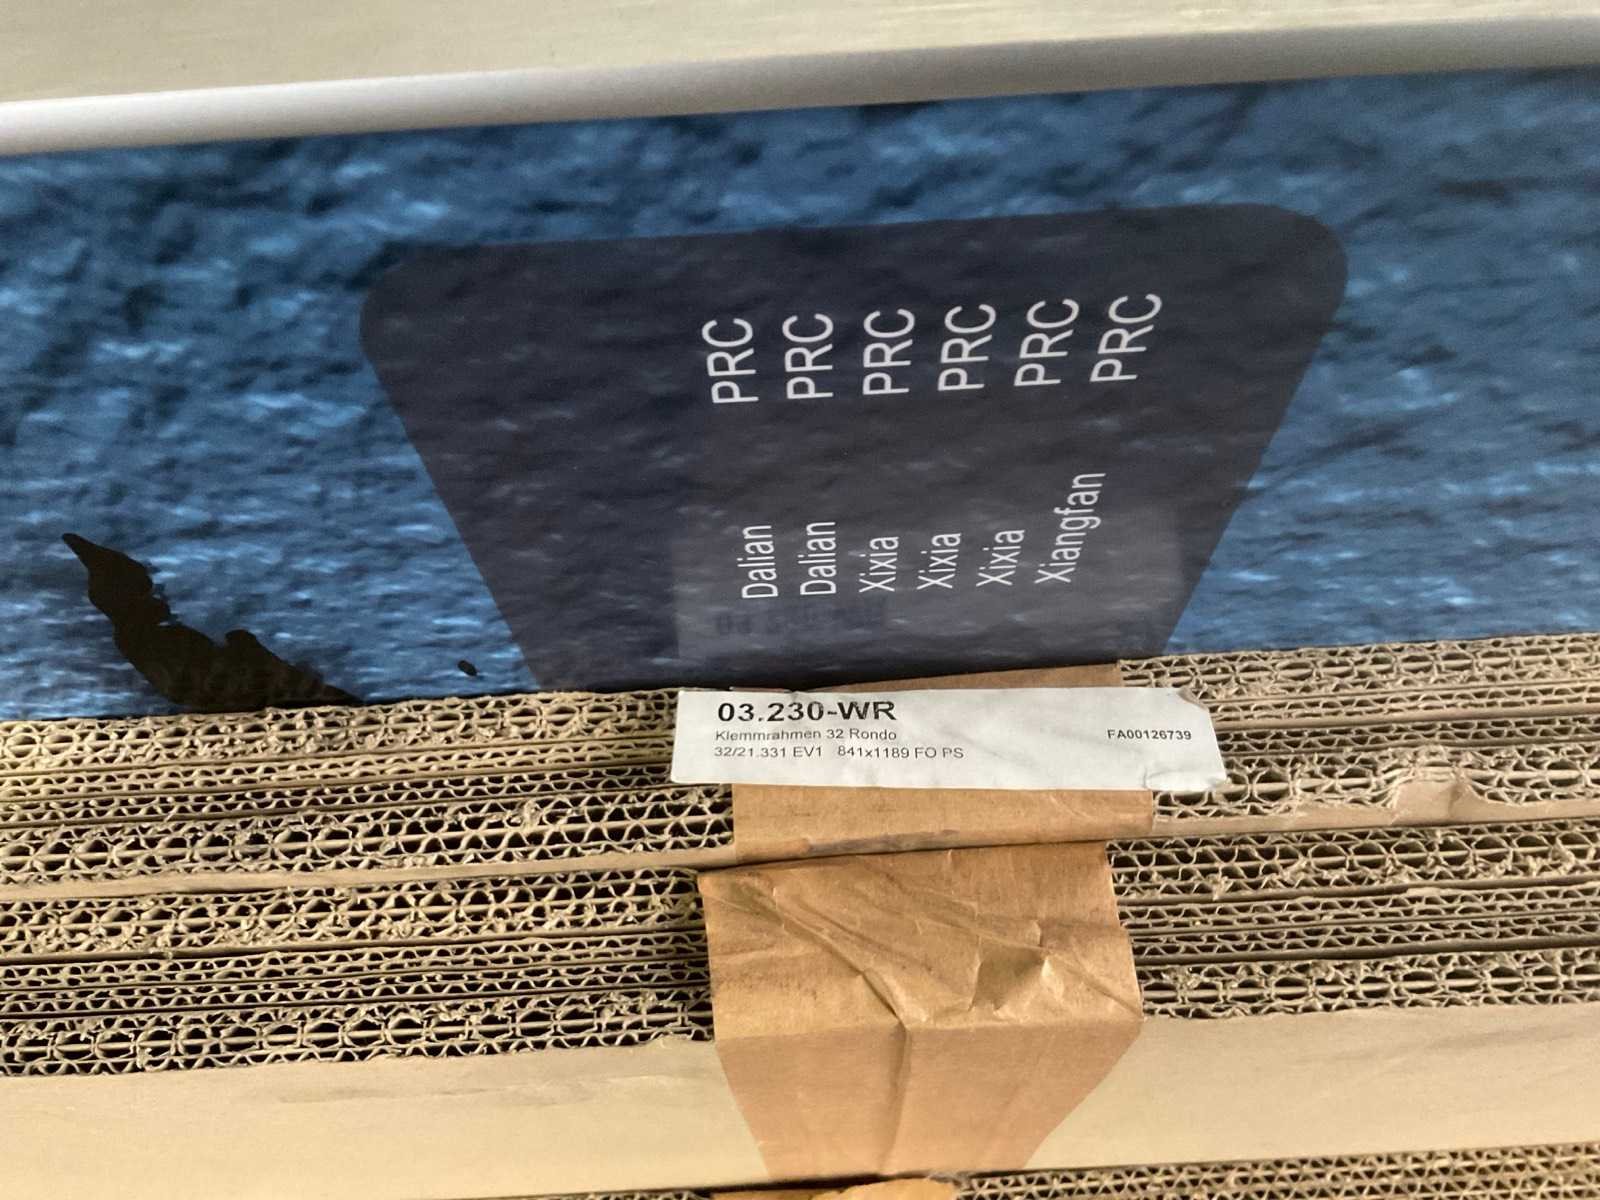 Dalian PRC
Dalian PRC
Xixia PRC
Xixia PRC
Xixia PRC
Xiangfan PRC
03.230-WR
Klemmrahmen 32 Rondo
32/21.331 EV1 841x1189 FO PS
FA00126739